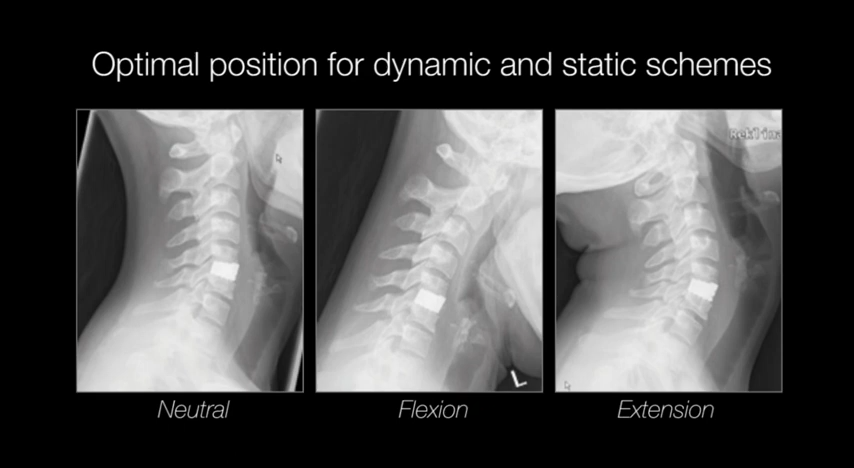 Optimal position for dynamic and static schemes
L
Neutral
Flexion
Extension